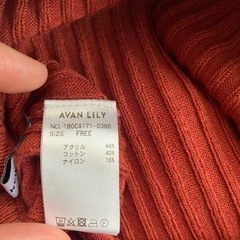 AVAN LILY
NO. 180CA171-0360
SIZE FREE
アクリル 44%
コットン 40%
ナイロン 16%